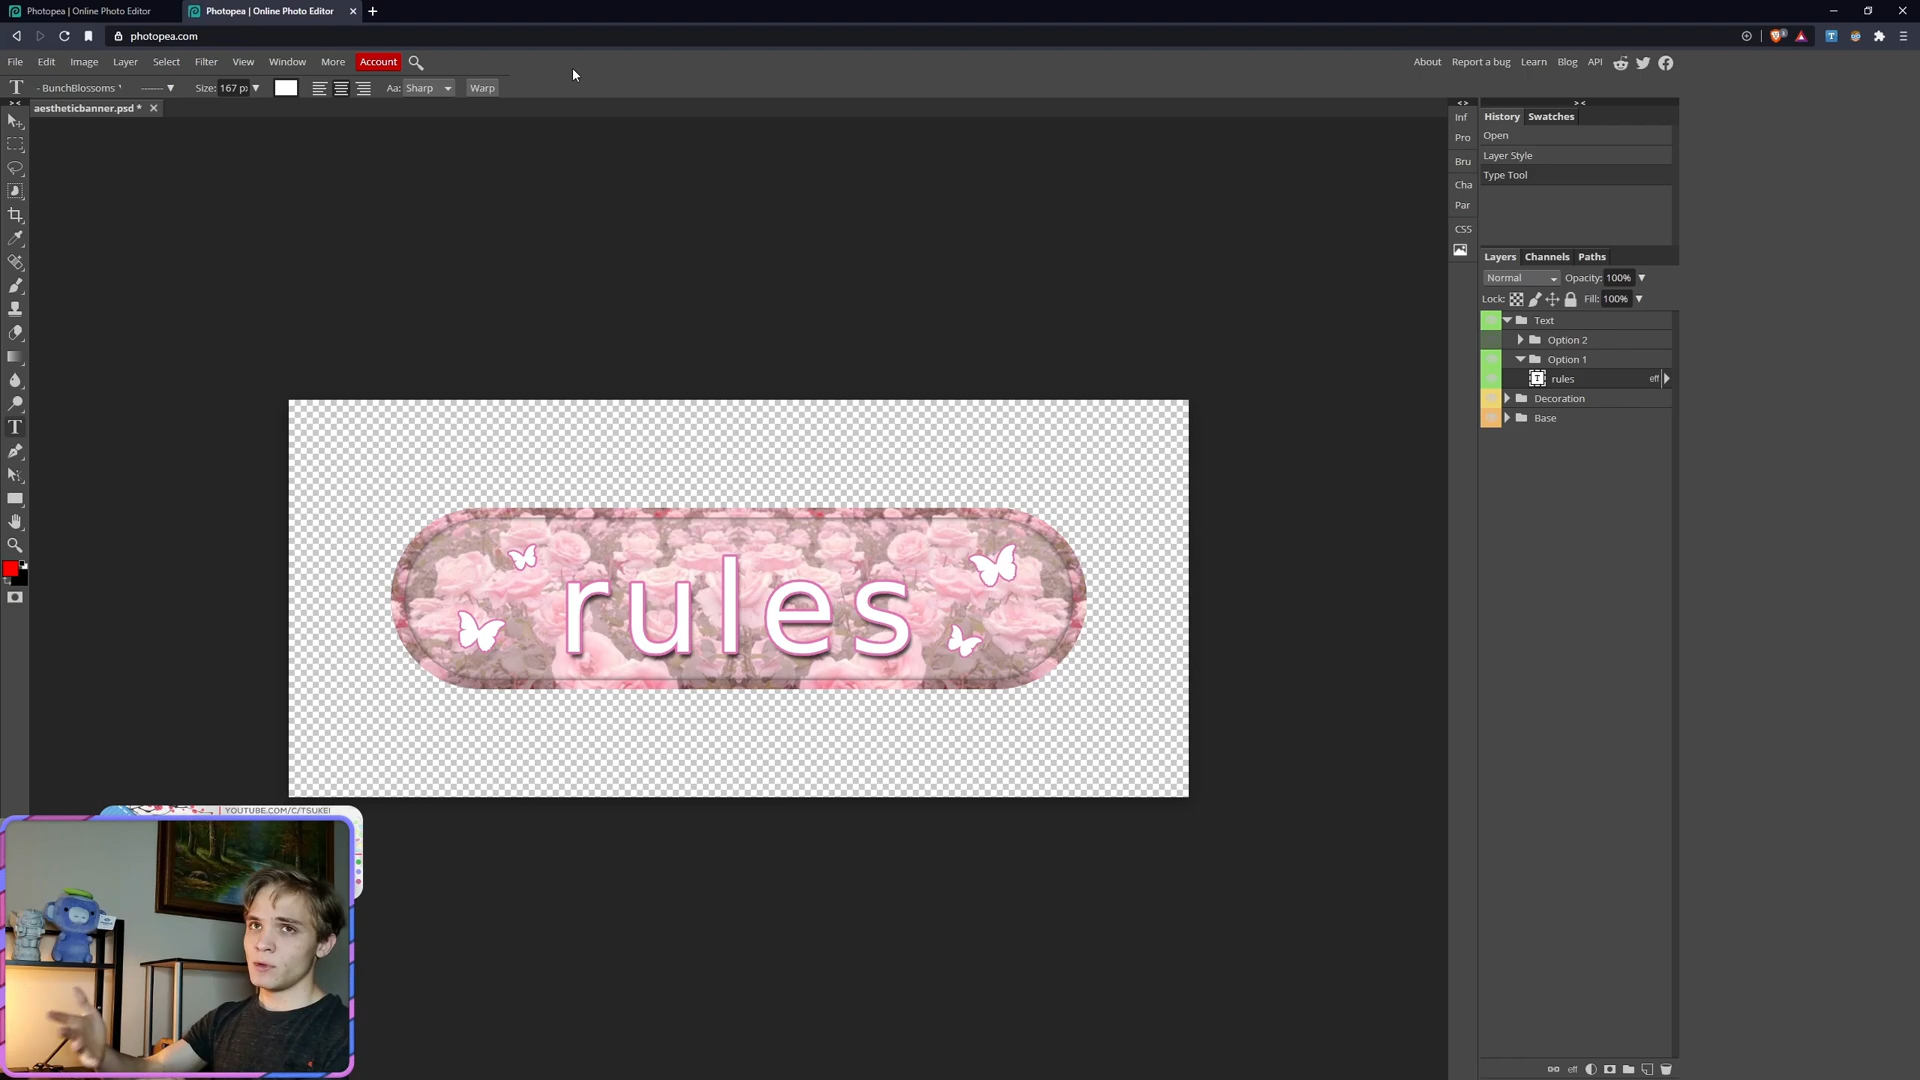 Photopea | Online Photo Editor
Photopea | Online Photo Editor
photopea.com
File Edit Image Layer Select Filter View Window More Account
About Report a bug Learn Blog API
- BunchBlossoms
------- Size: 167 px Aa: Sharp Warp
aestheticbanner.psd *
Inf
Pro
Bru
Cha
Par
CSS
History Swatches
Open
Layer Style
Type Tool
Layers Channels Paths
Normal Opacity: 100%
Lock: Fill: 100%
Text
Option 2
Option 1
rules eff
Decoration
Base
eff
rules
YOUTUBE.COM/C/TSUKEI